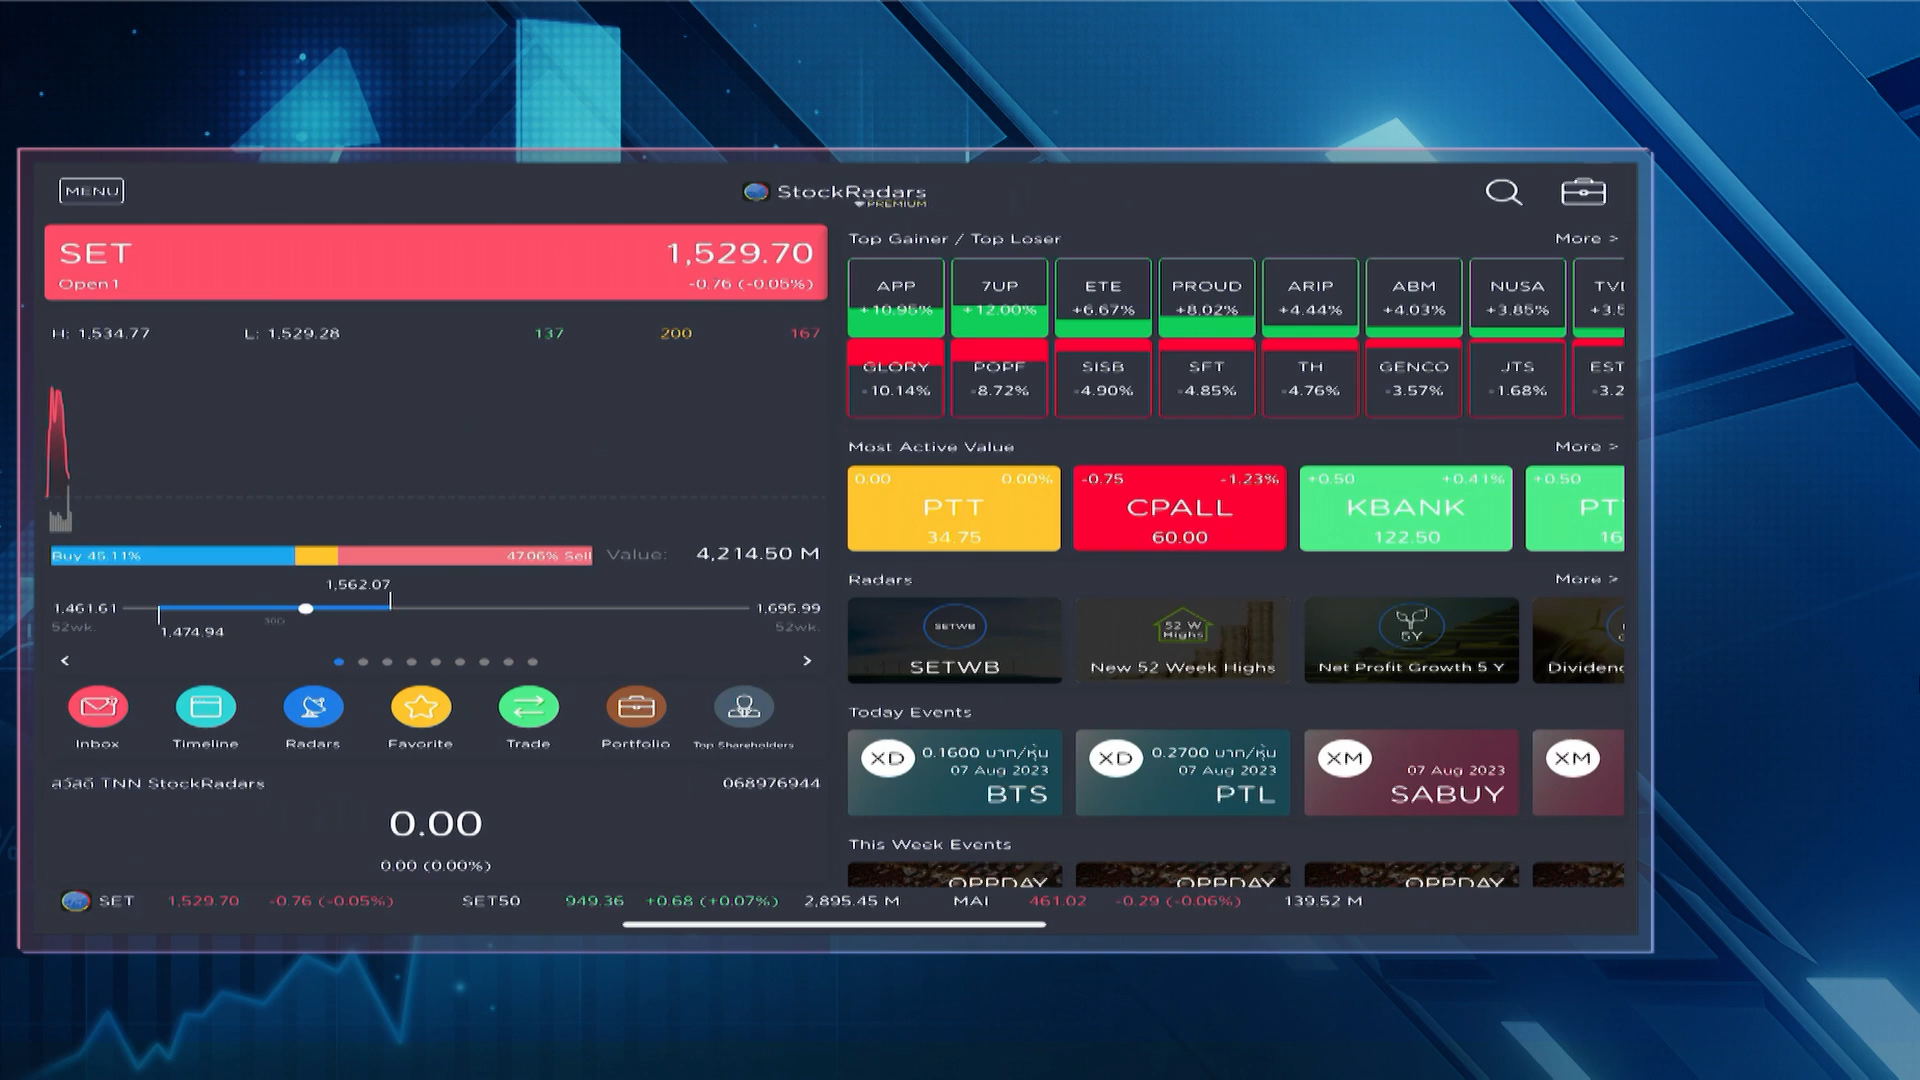 MENU
StockRadars
PREMIUM
SET 1,529.70
Open1 -0.76 (-0.05%)
H: 1,534.77 L: 1,529.28 137 200 167
Buy 45.11% 47.06% Sell Value: 4,214.50 M
1,562.07
1,461.61 1,695.99
52wk. 30D 52wk.
1,474.94
Inbox Timeline Radars Favorite Trade Portfolio Top Shareholders
สวัสดี TNN StockRadars 068976944
0.00
0.00 (0.00%)
Top Gainer / Top Loser More >
APP 7UP ETE PROUD ARIP ABM NUSA
+10.95% +12.00% +6.67% +8.02% +4.44% +4.03% +3.85%
GLORY POPF SISB SFT TH GENCO JTS EST
-10.14% -8.72% -4.90% -4.85% -4.76% -3.57% -1.68% -3.2
Most Active Value More >
0.00 0.00% -0.75 -1.23% +0.50 +0.41% +0.50
PTT CPALL KBANK PT
34.75 60.00 122.50 16
Radars More >
SETWB 52 W Highs 5Y
SETWB New 52 Week Highs Net Profit Growth 5 Y Dividend
Today Events
XD 0.1600 บาท/หุ้น XD 0.2700 บาท/หุ้น XM XM
07 Aug 2023 07 Aug 2023 07 Aug 2023
BTS PTL SABUY
This Week Events
OPPDAY OPPDAY OPPDAY
SET 1,529.70 -0.76 (-0.05%) SET50 949.36 +0.68 (+0.07%) 2,895.45 M MAI 461.02 -0.29 (-0.06%) 139.52 M